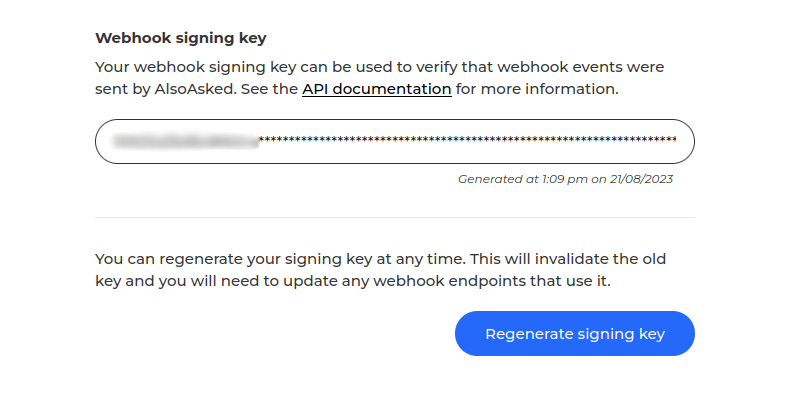 Webhook signing key
Your webhook signing key can be used to verify that webhook events were
sent by AlsoAsked. See the API documentation for more information.
*******************************************************************************
Generated at 1:09 pm on 21/08/2023
You can regenerate your signing key at any time. This will invalidate the old
key and you will need to update any webhook endpoints that use it.
Regenerate signing key